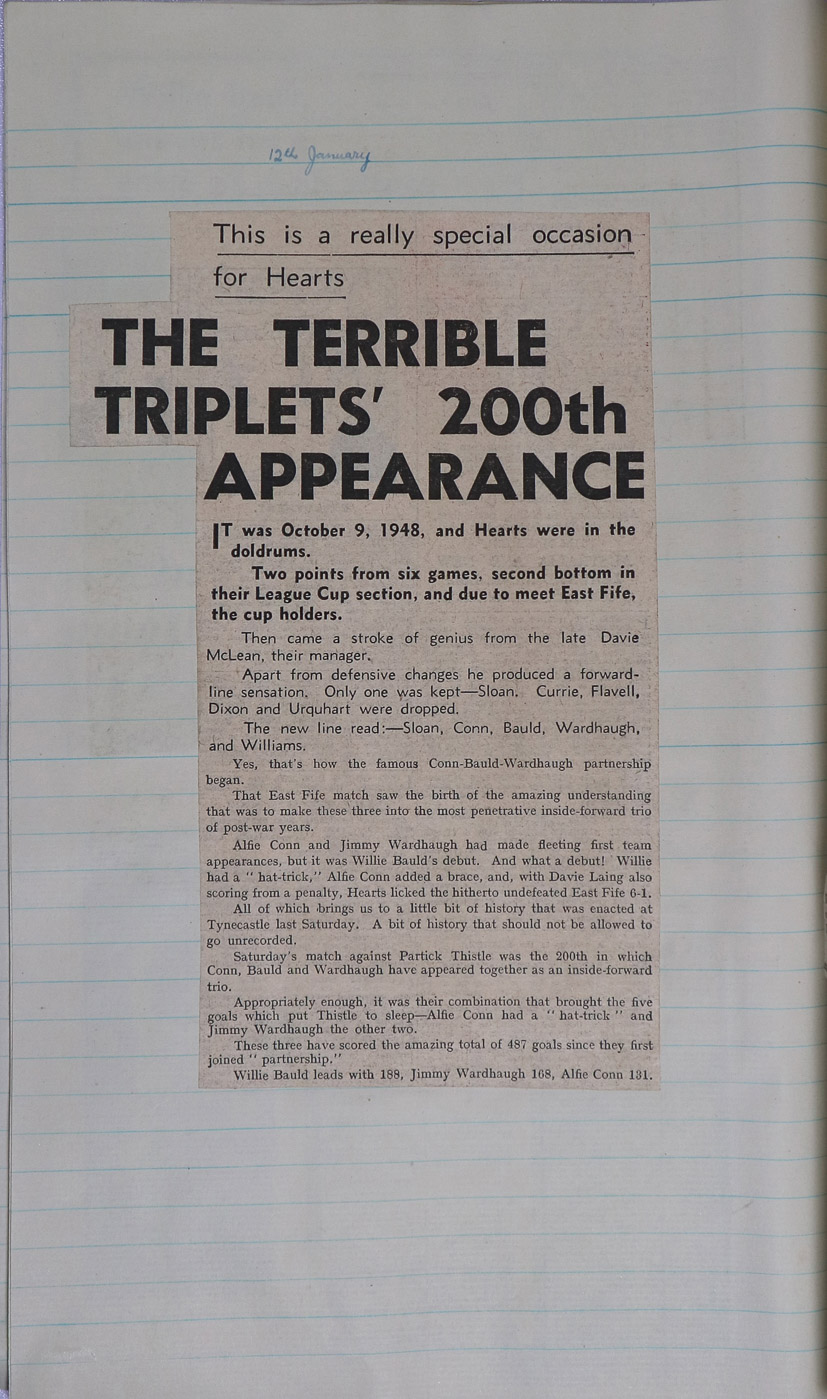 12th January
This is a really special occasion
for Hearts
THE TERRIBLE
TRIPLETS' 200th
APPEARANCE
IT was October 9, 1948, and Hearts were in the
doldrums.
Two points from six games, second bottom in
their League Cup section, and due to meet East Fife,
the cup holders.
Then came a stroke of genius from the late Davie
McLean, their manager.
Apart from defensive changes he produced a forward-
line sensation. Only one was kept—Sloan. Currie, Flavell,
Dixon and Urquhart were dropped.
The new line read:—Sloan, Conn, Bauld, Wardhaugh,
and Williams.
Yes, that's how the famous Conn-Bauld-Wardhaugh partnership
began.
That East Fife match saw the birth of the amazing understanding
that was to make these three into the most penetrative inside-forward trio
of post-war years.
Alfie Conn and Jimmy Wardhaugh had made fleeting first team
appearances, but it was Willie Bauld's debut. And what a debut! Willie
had a " hat-trick," Alfie Conn added a brace, and, with Davie Laing also
scoring from a penalty, Hearts licked the hitherto undefeated East Fife 6-1.
All of which brings us to a little bit of history that was enacted at
Tynecastle last Saturday. A bit of history that should not be allowed to
go unrecorded.
Saturday's match against Partick Thistle was the 200th in which
Conn, Bauld and Wardhaugh have appeared together as an inside-forward
trio.
Appropriately enough, it was their combination that brought the five
goals which put Thistle to sleep—Alfie Conn had a " hat-trick " and
Jimmy Wardhaugh the other two.
These three have scored the amazing total of 487 goals since they first
joined " partnership."
Willie Bauld leads with 188, Jimmy Wardhaugh 168, Alfie Conn 131.